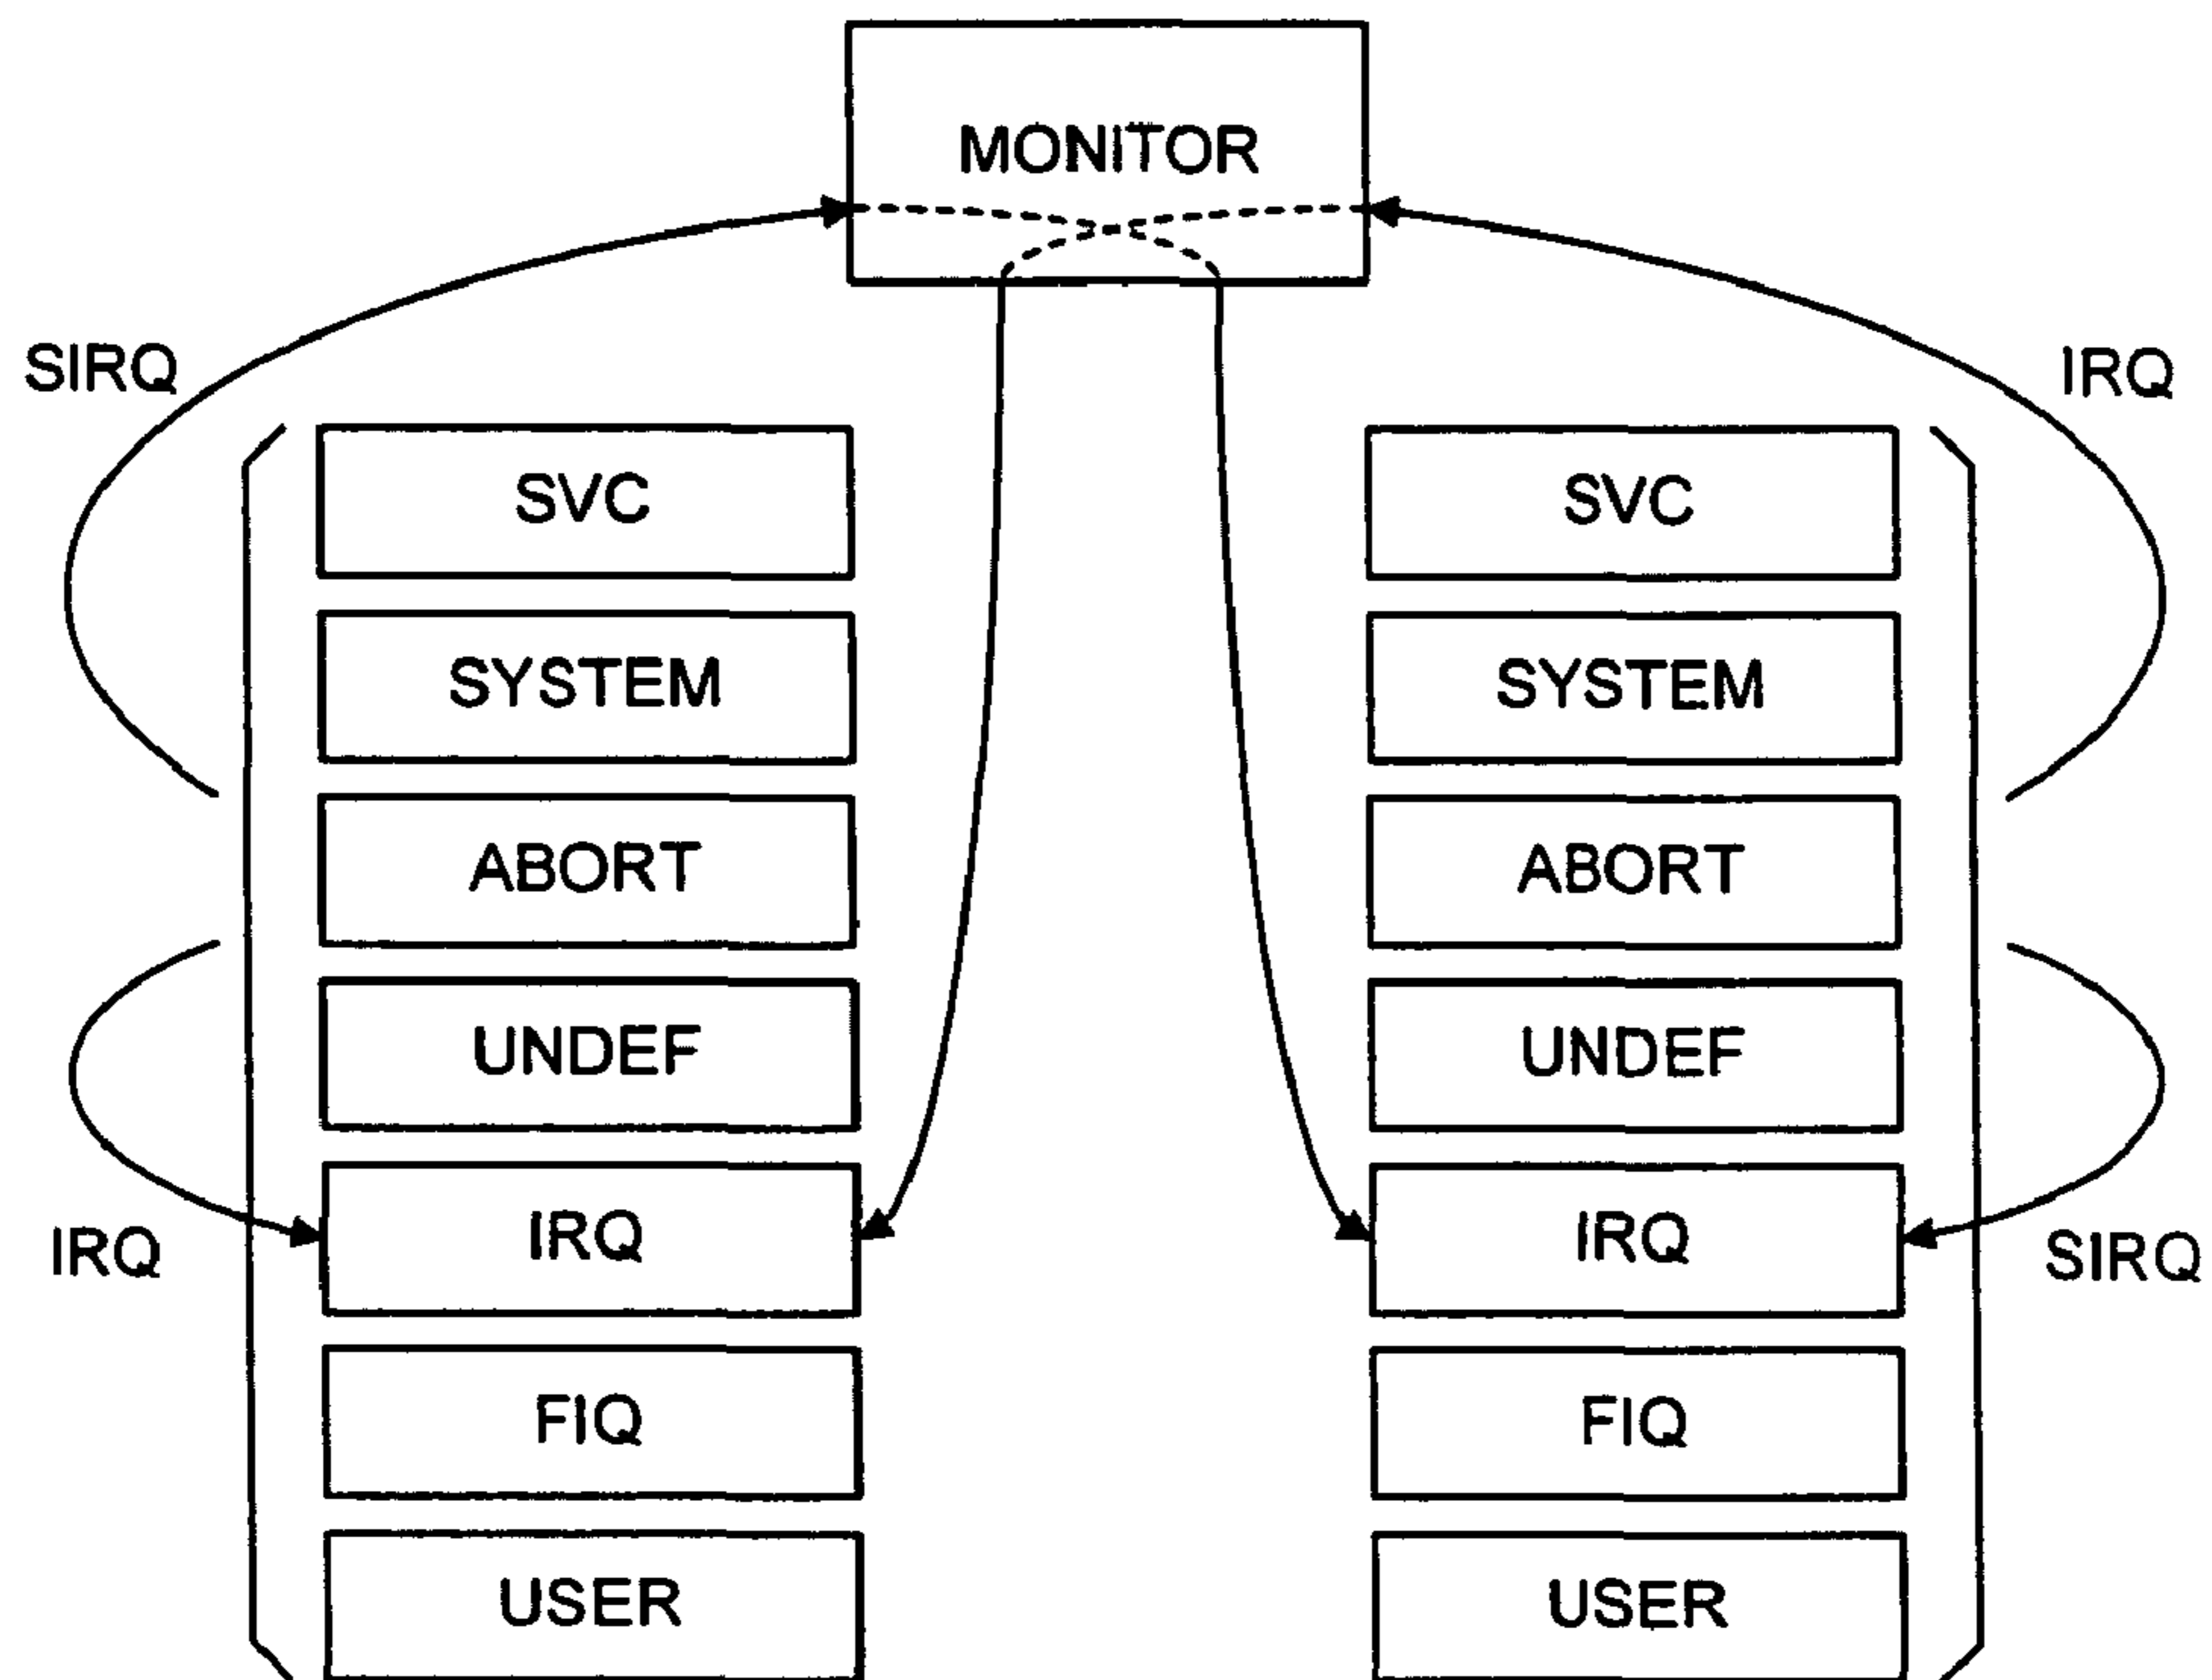 MONITOR
SIRQ
IRQ
SVC
SVC
SYSTEM
SYSTEM
ABORT
ABORT
UNDEF
UNDEF
IRQ
IRQ
IRQ
SIRQ
FIQ
FIQ
USER
USER